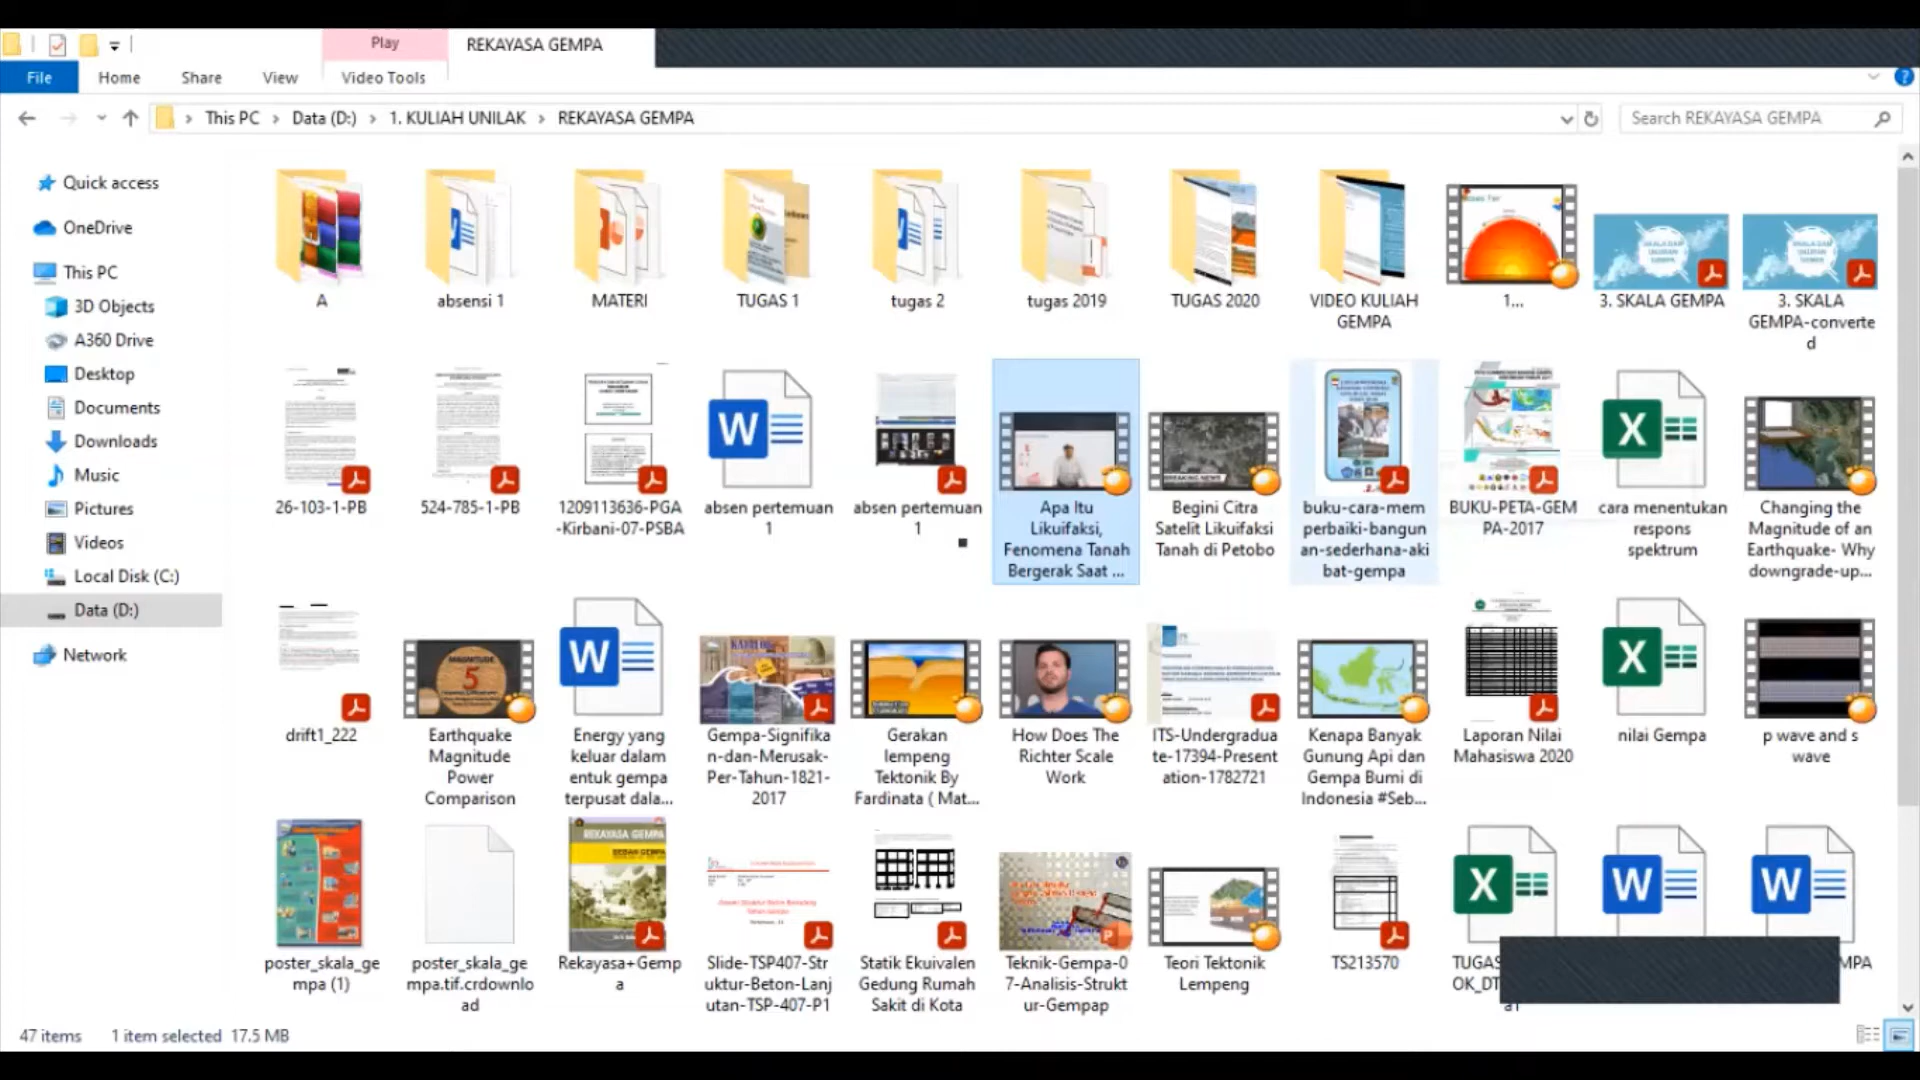 Play
REKAYASA GEMPA
File
Home
Share
View
Video Tools
This PC
Data (D:)
1. KULIAH UNILAK
REKAYASA GEMPA
Search REKAYASA GEMPA
Quick access
OneDrive
This PC
3D Objects
A360 Drive
Desktop
Documents
Downloads
Music
Pictures
Videos
Local Disk (C:)
Data (D:)
Network
A
absensi 1
MATERI
TUGAS 1
tugas 2
tugas 2019
TUGAS 2020
VIDEO KULIAH
GEMPA
1...
3. SKALA GEMPA
3. SKALA
GEMPA-converte
d
26-103-1-PB
524-785-1-PB
1209113636-PGA
-Kirbani-07-PSBA
absen pertemuan
1
absen pertemuan
1
Apa Itu
Likuifaksi,
Fenomena Tanah
Bergerak Saat ...
BREAKING NEWS
Begini Citra
Satelit Likuifaksi
Tanah di Petobo
buku-cara-mem
perbaiki-bangun
an-sederhana-aki
bat-gempa
BUKU-PETA-GEM
PA-2017
cara menentukan
respons
spektrum
Changing the
Magnitude of an
Earthquake- Why
downgrade-up...
drift1_222
MAGNITUDE
5
Earthquake
Magnitude
Power
Comparison
Energy yang
keluar dalam
entuk gempa
terpusat dala...
KATALOG
Gempa-Signifika
n-dan-Merusak-
Per-Tahun-1821-
2017
Gerakan
lempeng
Tektonik By
Fardinata ( Mat...
How Does The
Richter Scale
Work
ITS-Undergradua
te-17394-Present
ation-1782721
Kenapa Banyak
Gunung Api dan
Gempa Bumi di
Indonesia #Seb...
Laporan Nilai
Mahasiswa 2020
nilai Gempa
p wave and s
wave
poster_skala_ge
mpa (1)
poster_skala_ge
mpa.tif.crdownlo
ad
REKAYASA GEMPA
BEBAN GEMPA
Rekayasa+Gemp
a
Slide-TSP407-Str
uktur-Beton-Lanj
utan-TSP-407-P1
Statik Ekuivalen
Gedung Rumah
Sakit di Kota
Teknik-Gempa-0
7-Analisis-Strukt
ur-Gempap
Teori Tektonik
Lempeng
TS213570
TUGAS
OK_DT
MPA
47 items
1 item selected
17.5 MB